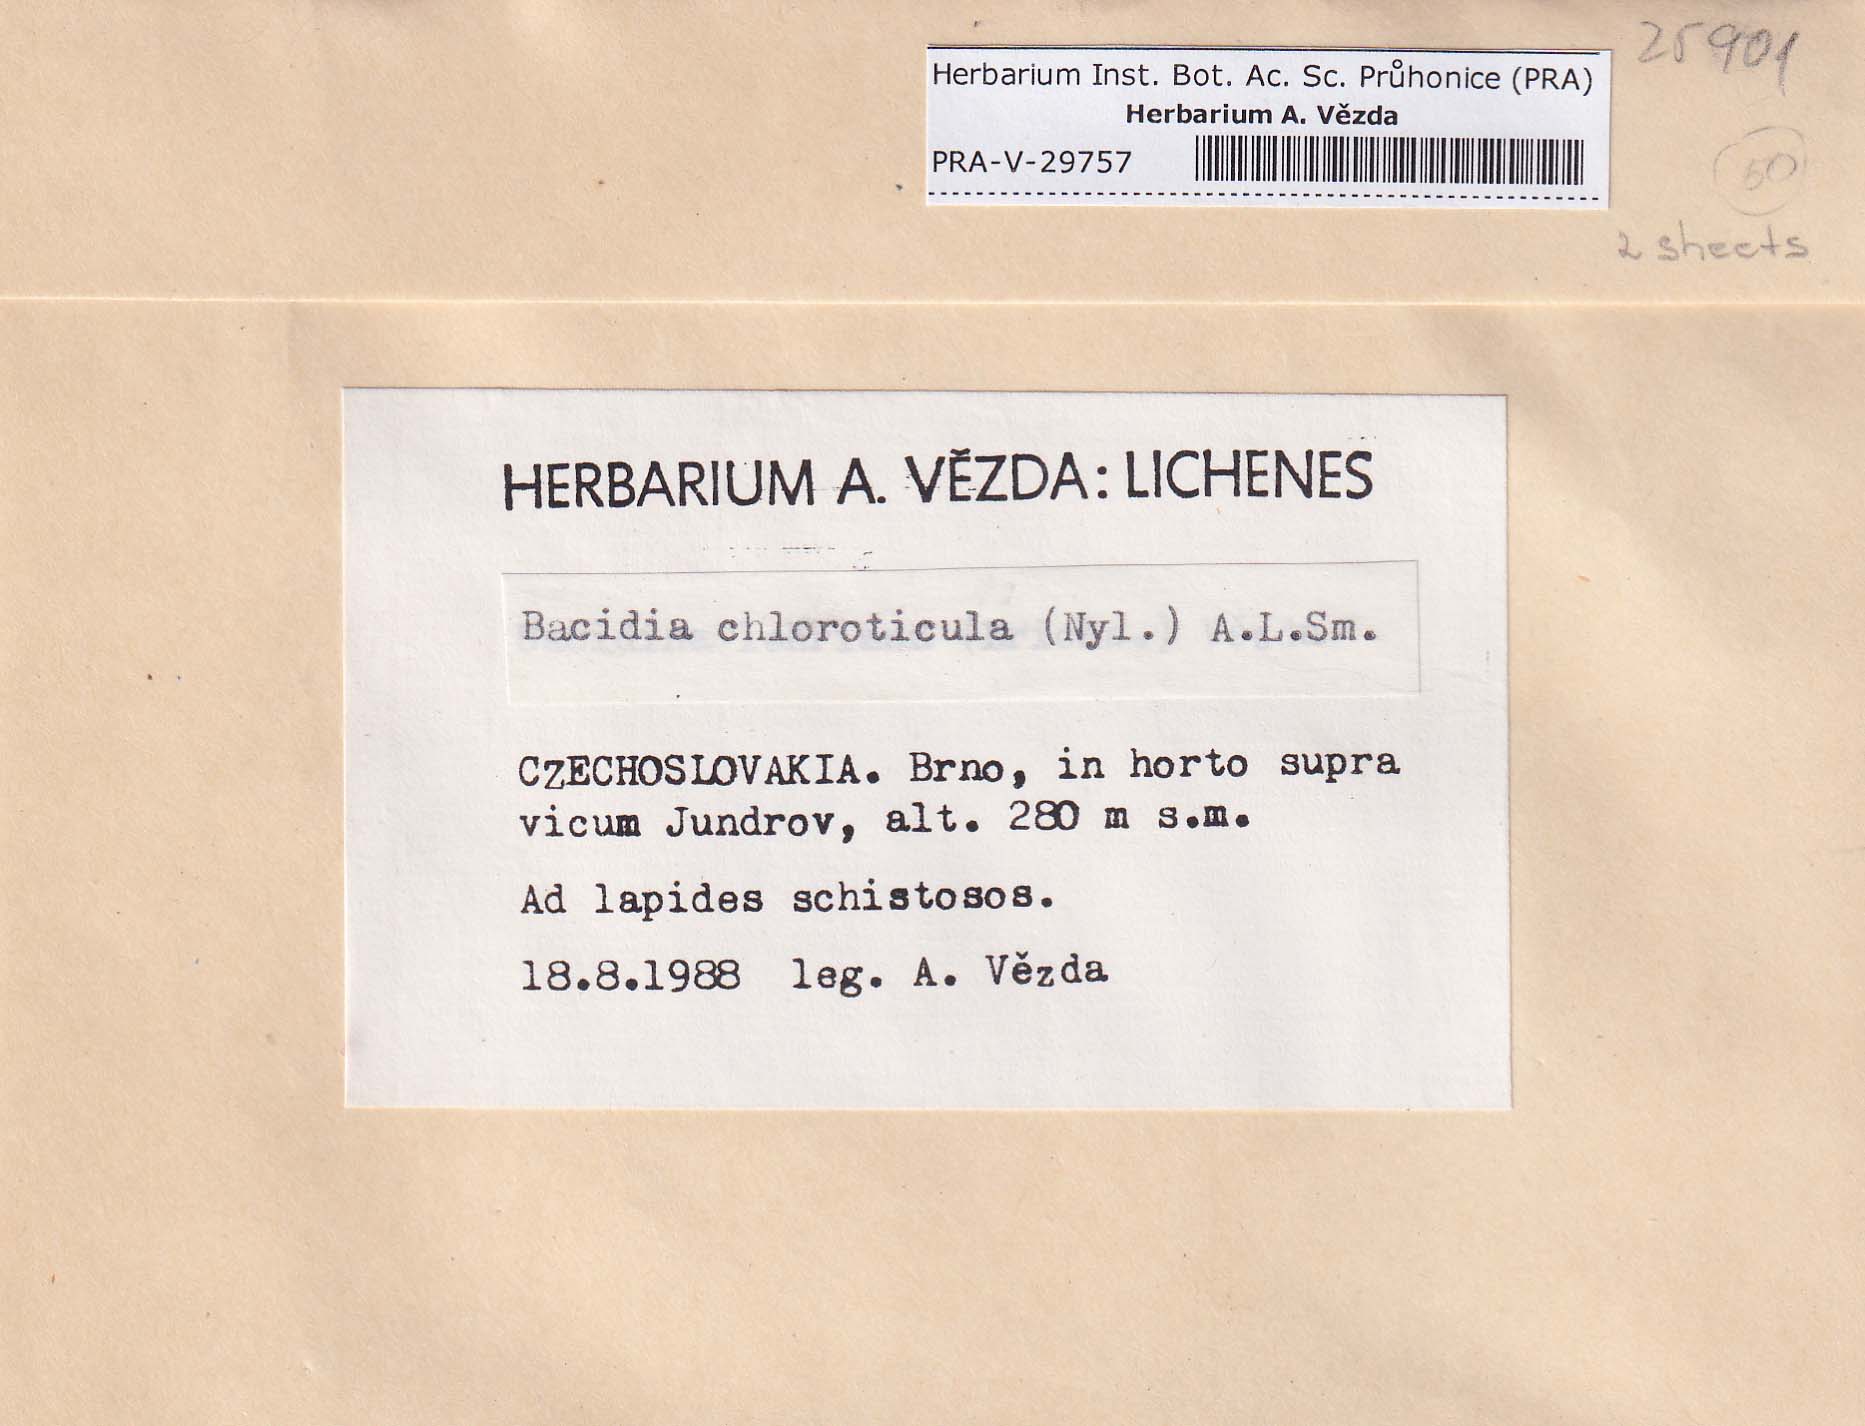 25901
Herbarium Inst. Bot. Ac. Sc. Průhonice (PRA)
Herbarium A. Vězda
PRA-V-29757
50
2 sheets
HERBARIUM A. VĚZDA: LICHENES
Bacidia chloroticula (Nyl.) A.L.Sm.
CZECHOSLOVAKIA. Brno, in horto supra
vicum Jundrov, alt. 280 m s.m.
Ad lapides schistosos.
18.8.1988 leg. A. Vězda